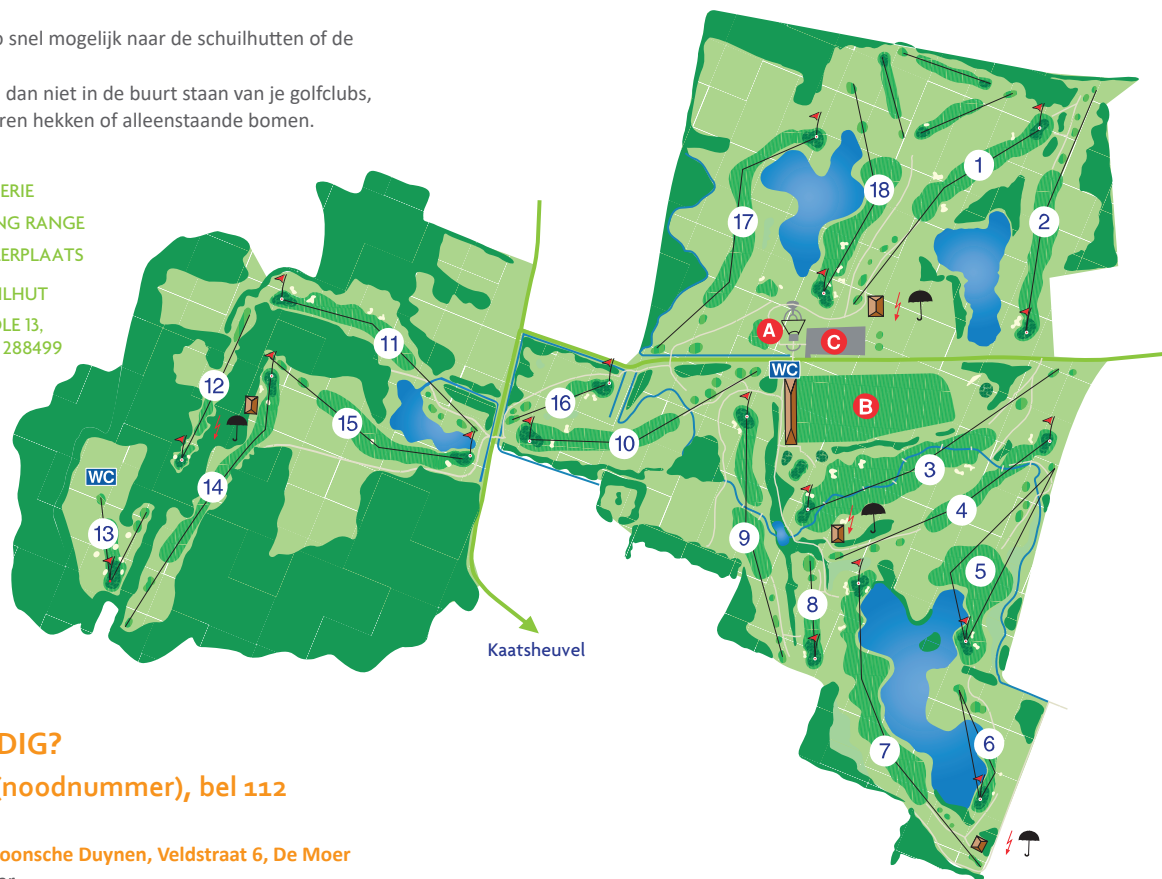 o snel mogelijk naar de schuilhutten of de
dan niet in de buurt staan van je golfclubs,
ren hekken of alleenstaande bomen.
ERIE
NG RANGE
ERPLAATS
ILHUT
OLE 13,
288499
1
2
17
18
A
C
WC
B
11
12
16
15
10
3
WC
14
4
13
9
5
8
Kaatsheuvel
7
6
DIG?
(noodnummer), bel 112
oonsche Duynen, Veldstraat 6, De Moer